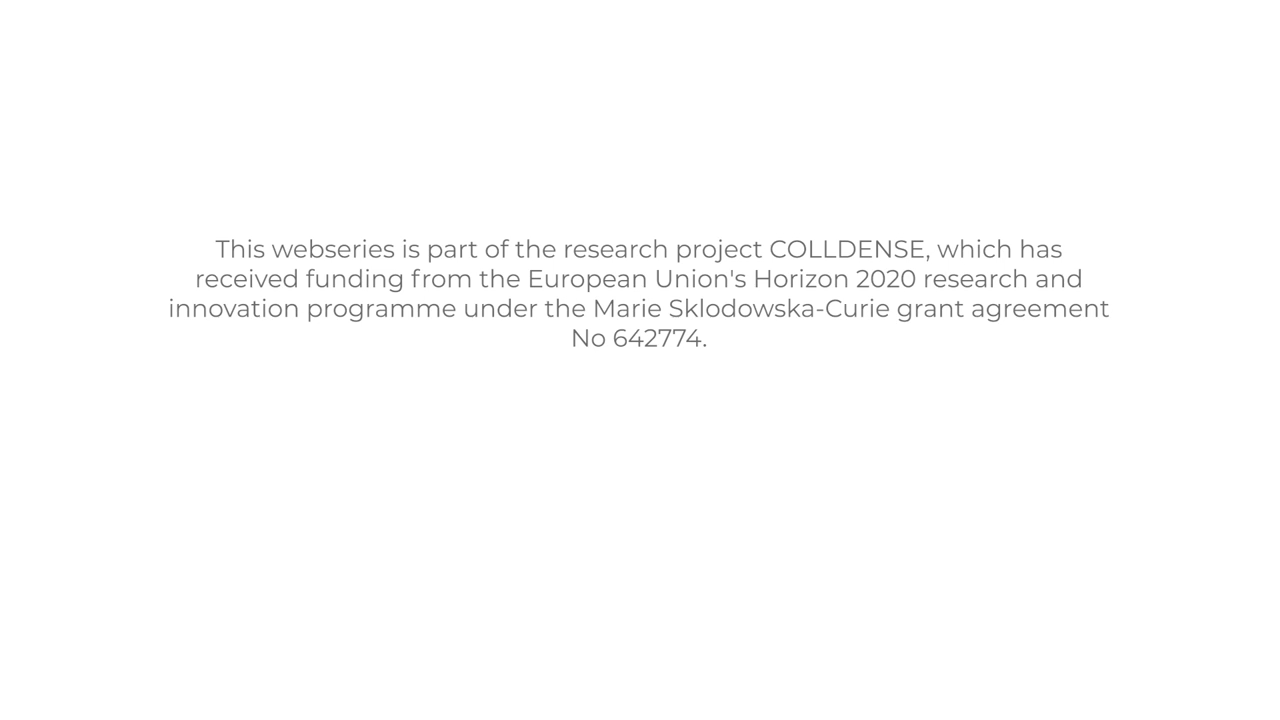 This webseries is part of the research project COLLDENSE, which has
received funding from the European Union's Horizon 2020 research and
innovation programme under the Marie Sklodowska-Curie grant agreement
No 642774.